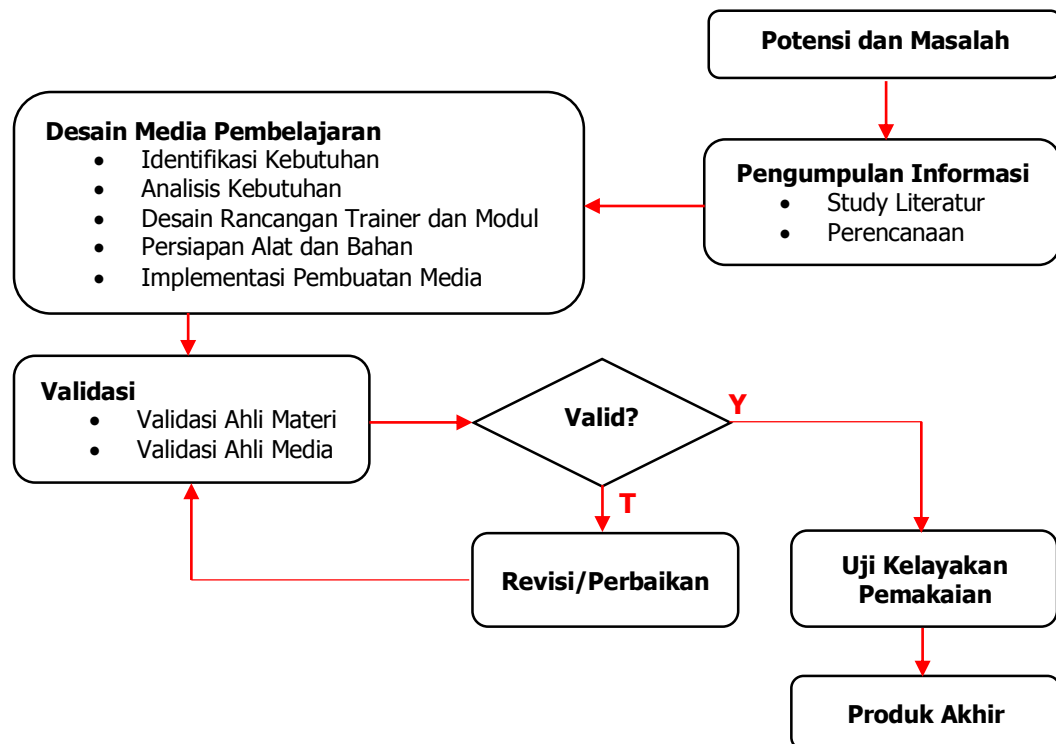 Potensi dan Masalah
Pengumpulan Informasi
• Study Literatur
• Perencanaan
Desain Media Pembelajaran
• Identifikasi Kebutuhan
• Analisis Kebutuhan
• Desain Rancangan Trainer dan Modul
• Persiapan Alat dan Bahan
• Implementasi Pembuatan Media
Validasi
• Validasi Ahli Materi
• Validasi Ahli Media
Valid?
Y
T
Revisi/Perbaikan
Uji Kelayakan
Pemakaian
Produk Akhir